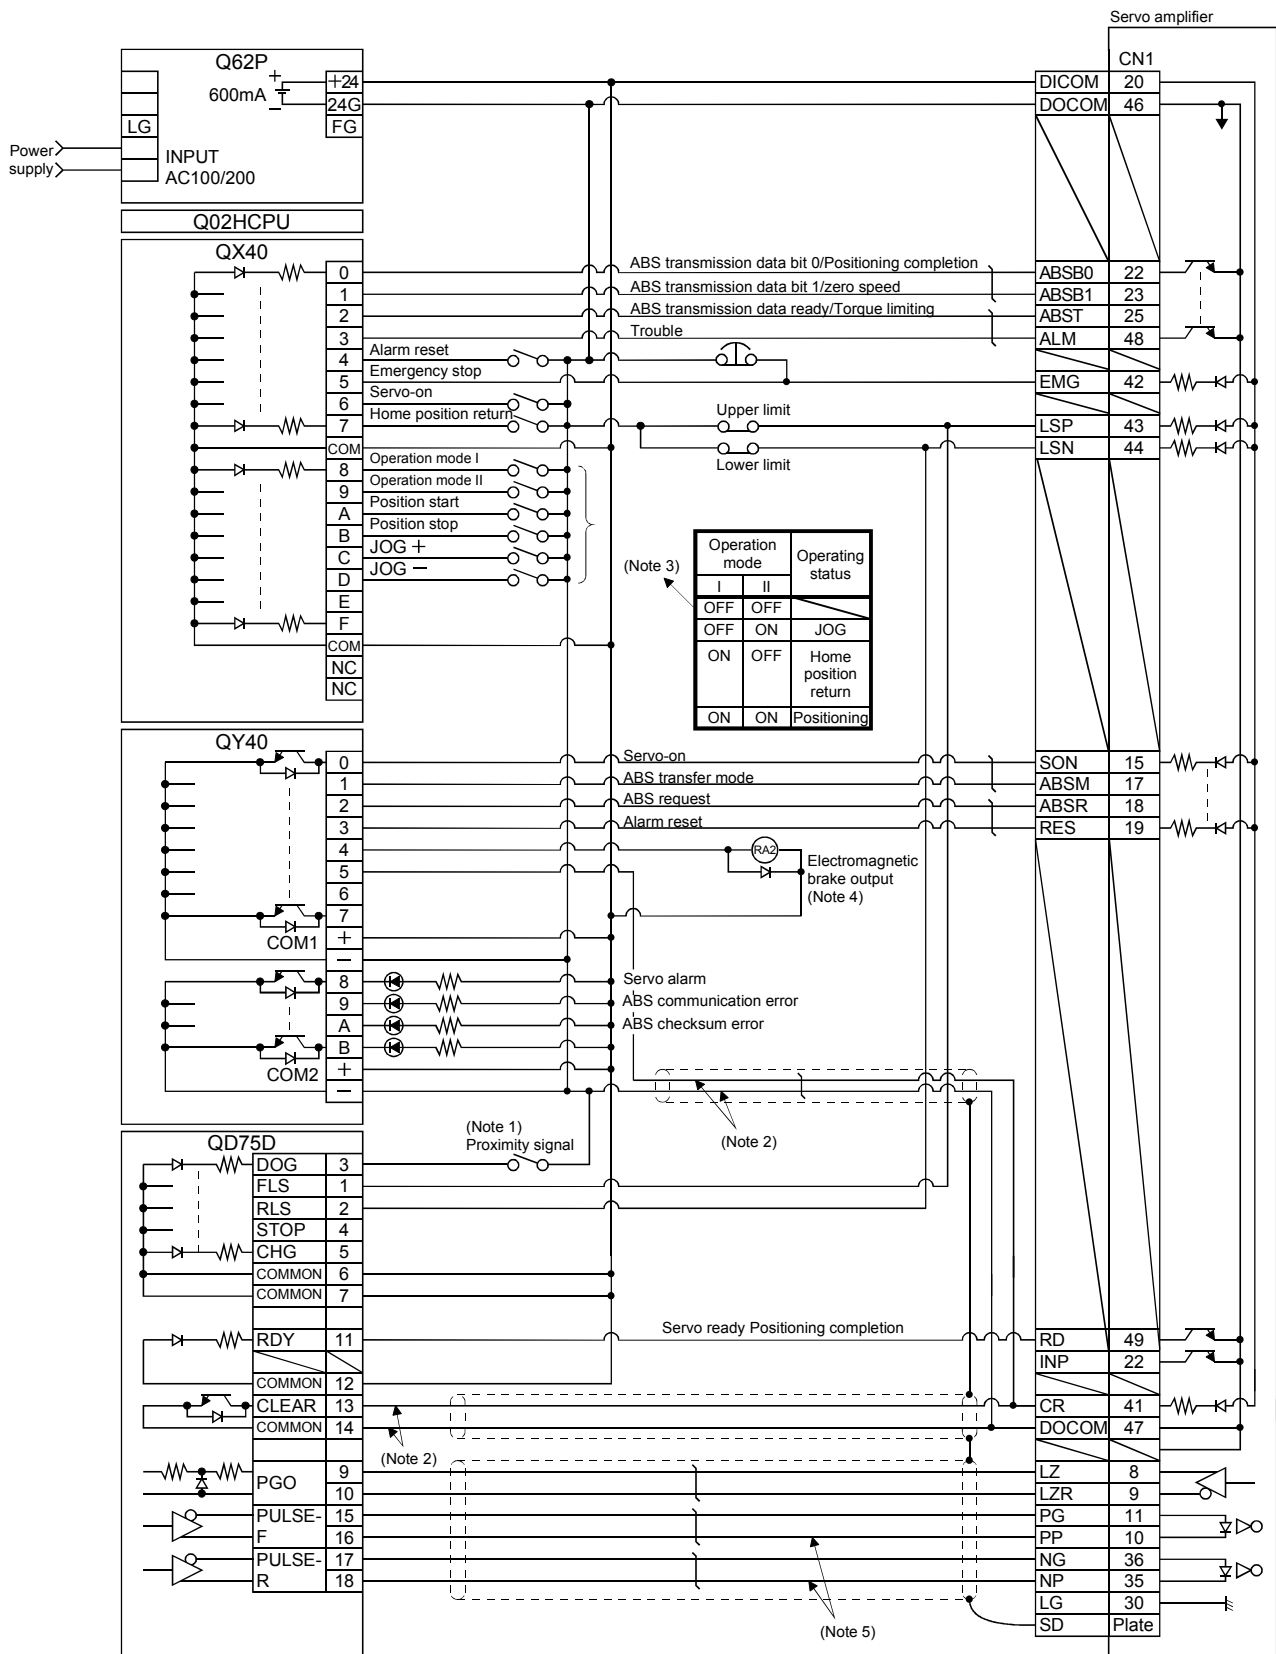 Servo amplifier
Q62P
CN1
+
600mA
−
+24
24G
FG
LG
Power supply
INPUT
AC100/200
DICOM 20
DOCOM 46
Q02HCPU
QX40
0 ABS transmission data bit 0/Positioning completion ABSB0 22
1 ABS transmission data bit 1/zero speed ABSB1 23
2 ABS transmission data ready/Torque limiting ABST 25
3 Trouble ALM 48
4 Alarm reset
5 Emergency stop EMG 42
6 Servo-on
7 Home position return Upper limit LSP 43
COM Lower limit LSN 44
8 Operation mode I
9 Operation mode II
A Position start
B Position stop
C JOG +
D JOG −
E
F
COM
NC
NC
(Note 3)
Operation mode Operating status
I II
OFF OFF
OFF ON JOG
ON OFF Home position return
ON ON Positioning
QY40
0 Servo-on SON 15
1 ABS transfer mode ABSM 17
2 ABS request ABSR 18
3 Alarm reset RES 19
4 RA2
5 Electromagnetic
6 brake output
7 (Note 4)
COM1
+
−
8 Servo alarm
9 ABS communication error
A ABS checksum error
B
COM2
+
−
(Note 2)
(Note 1)
Proximity signal
QD75D
DOG 3
FLS 1
RLS 2
STOP 4
CHG 5
COMMON 6
COMMON 7
RDY 11 Servo ready Positioning completion RD 49
INP 22
COMMON 12
CLEAR 13 CR 41
COMMON 14 DOCOM 47
(Note 2)
PGO 9 LZ 8
10 LZR 9
PULSE-F 15 PG 11
16 PP 10
PULSE-R 17 NG 36
18 NP 35
LG 30
SD Plate
(Note 5)